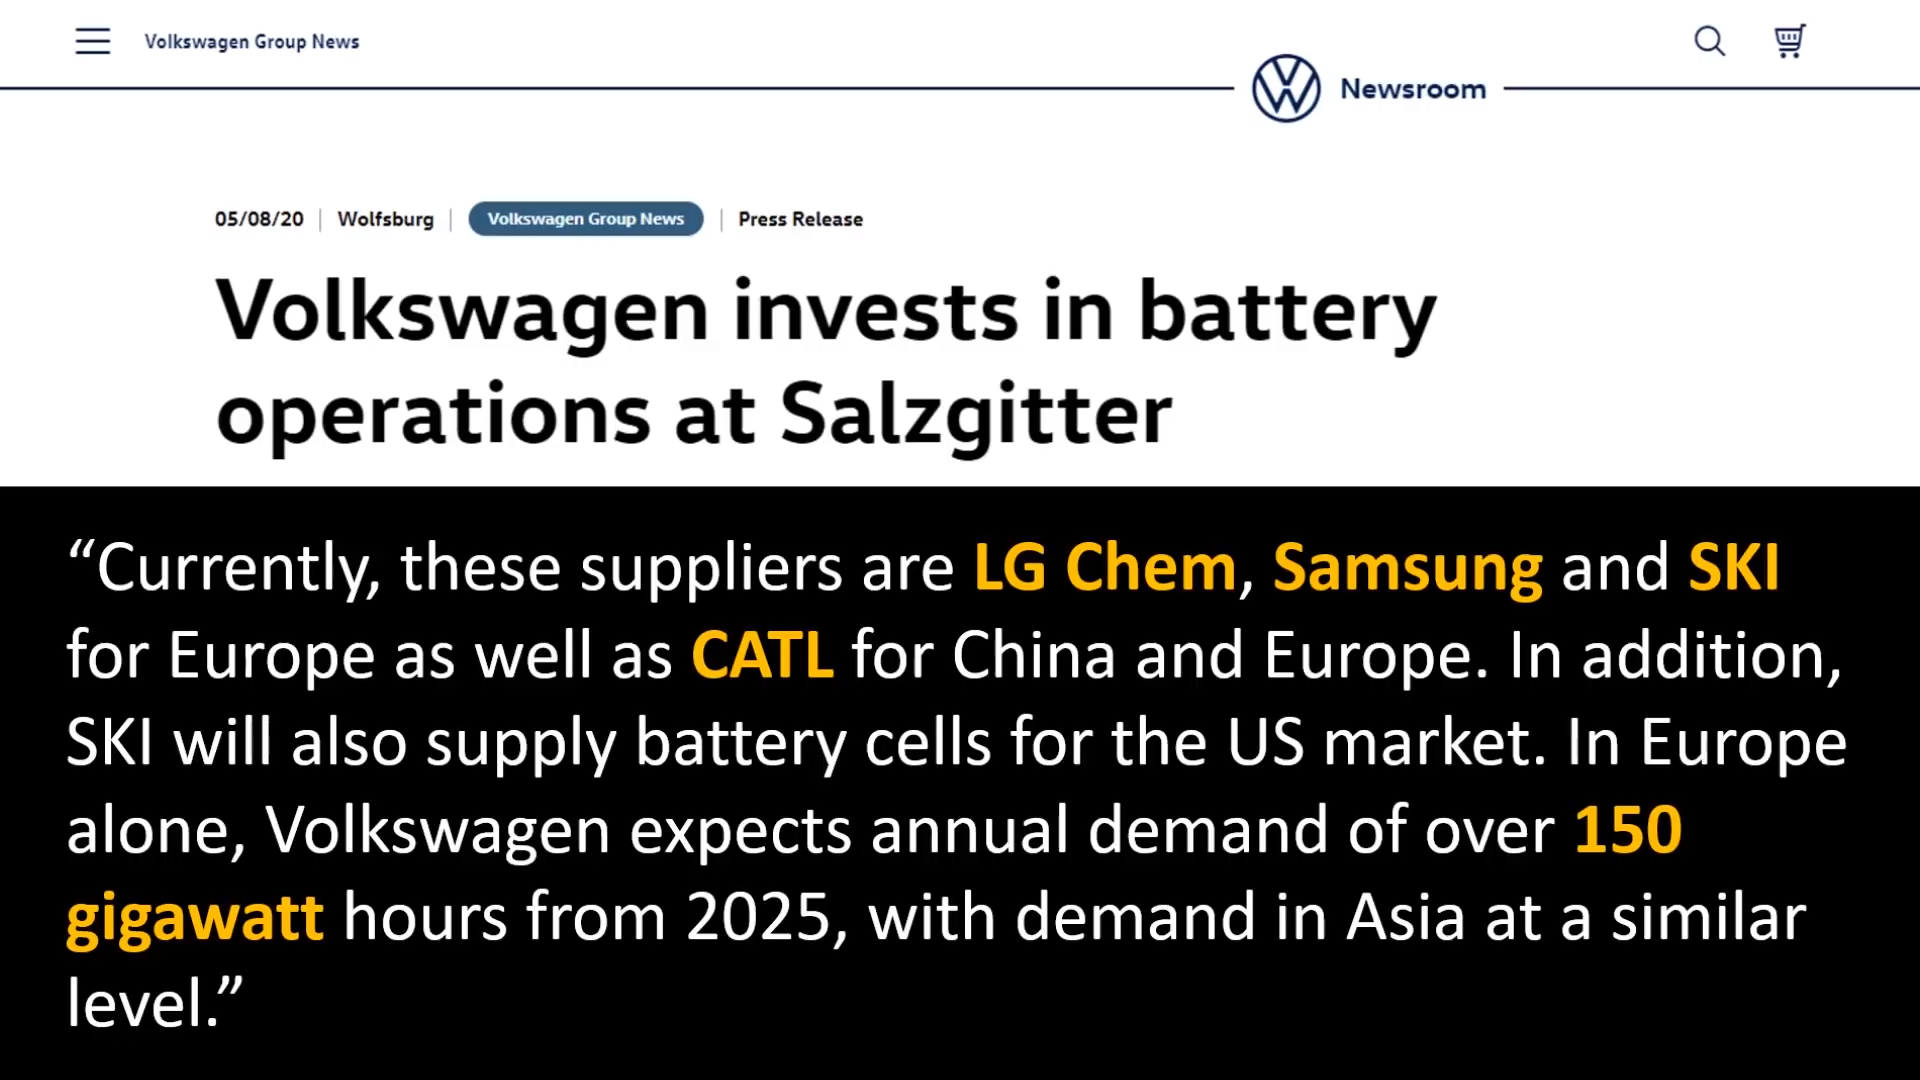 Volkswagen Group News
Newsroom
05/08/20 | Wolfsburg | Volkswagen Group News | Press Release
Volkswagen invests in battery
operations at Salzgitter
“Currently, these suppliers are LG Chem, Samsung and SKI
for Europe as well as CATL for China and Europe. In addition,
SKI will also supply battery cells for the US market. In Europe
alone, Volkswagen expects annual demand of over 150
gigawatt hours from 2025, with demand in Asia at a similar
level.”